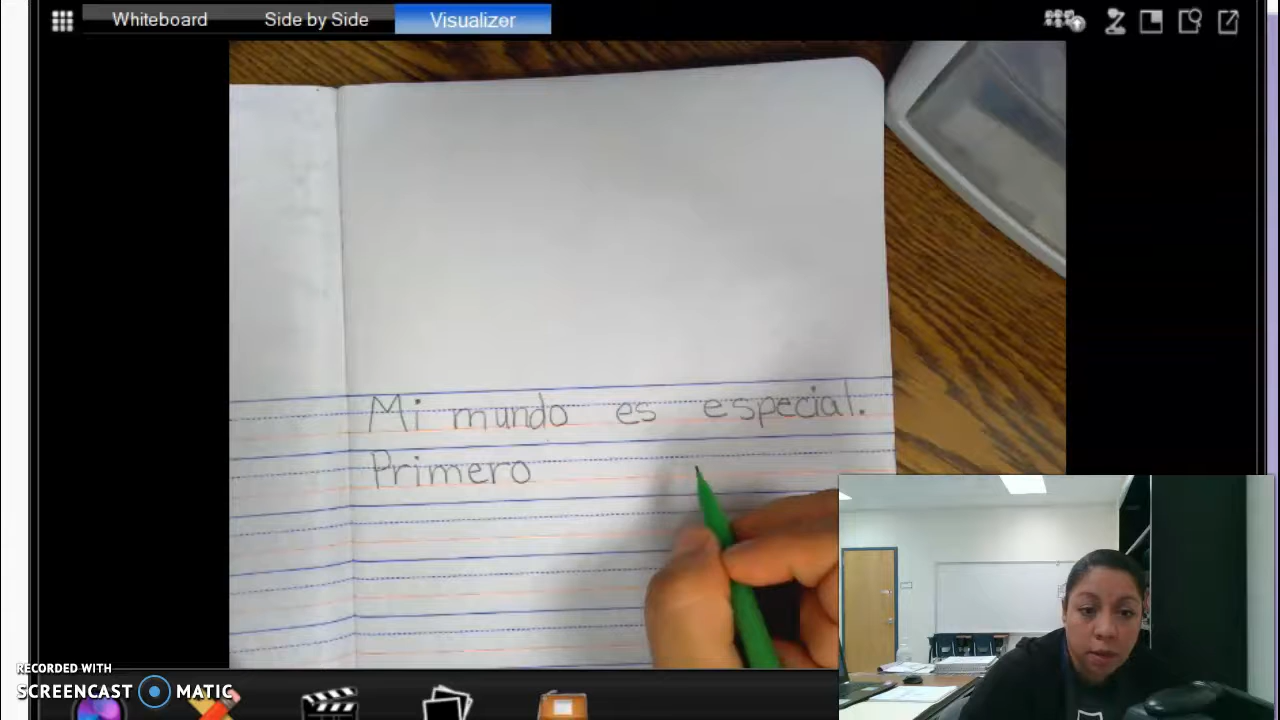 Whiteboard Side by Side Visualizer
Mi mundo es especial.
Primero
RECORDED WITH
SCREENCAST MATIC